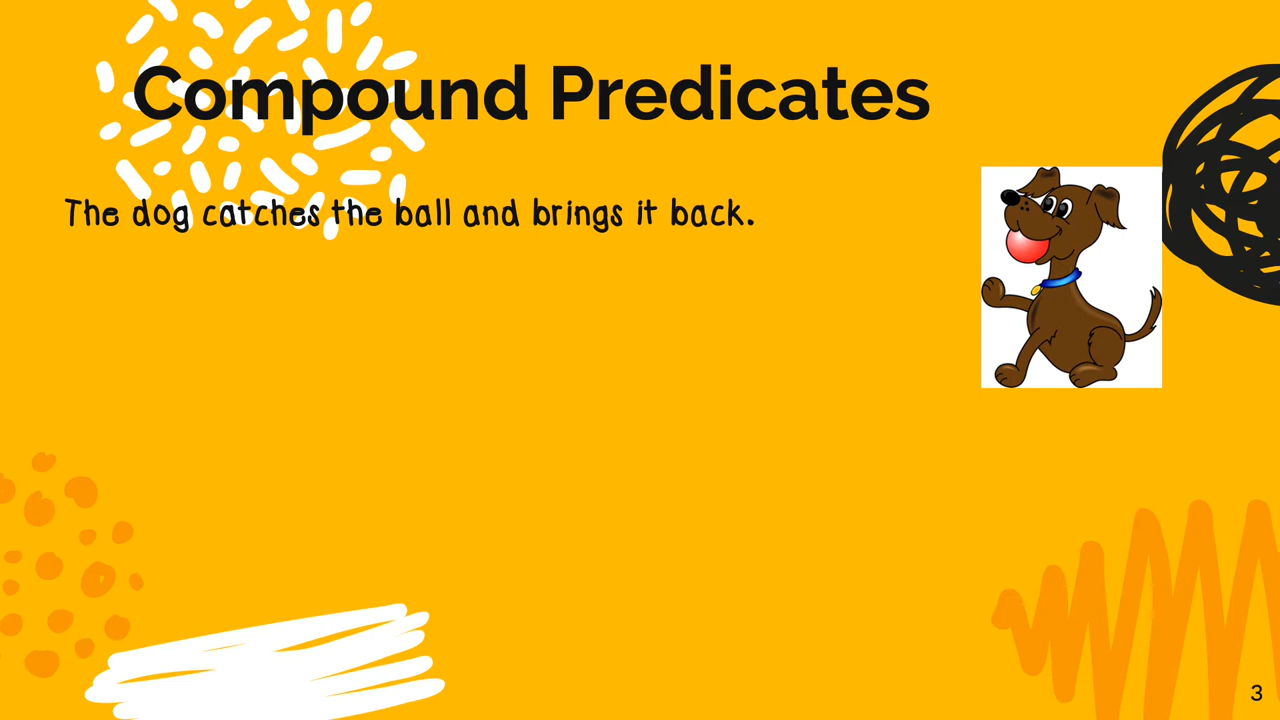 Compound Predicates
The dog catches the ball and brings it back.
3